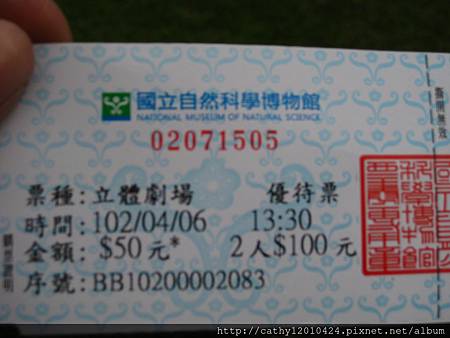 國立自然科學博物館
NATIONAL MUSEUM OF NATURAL SCIENCE
02071505
票種：立體劇場 優待票
時間：102/04/06 13:30
金額：$50元* 2人$100元
序號：BB10200002083
http://cathy12010424.pixnet.net/album